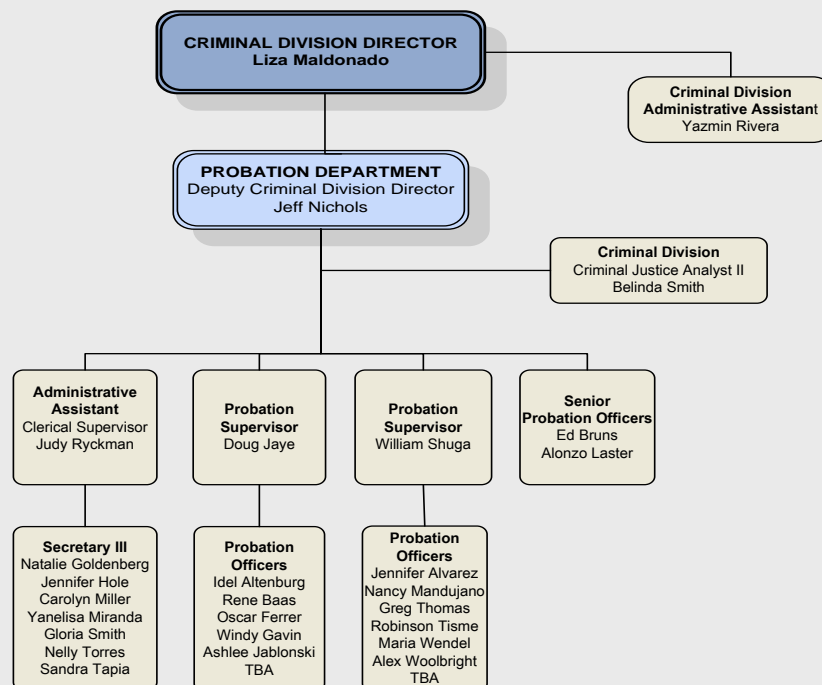 CRIMINAL DIVISION DIRECTOR
Liza Maldonado
Criminal Division
Administrative Assistant
Yazmin Rivera
PROBATION DEPARTMENT
Deputy Criminal Division Director
Jeff Nichols
Criminal Division
Criminal Justice Analyst II
Belinda Smith
Administrative
Assistant
Clerical Supervisor
Judy Ryckman
Probation
Supervisor
Doug Jaye
Probation
Supervisor
William Shuga
Senior
Probation Officers
Ed Bruns
Alonzo Laster
Secretary III
Natalie Goldenberg
Jennifer Hole
Carolyn Miller
Yanelisa Miranda
Gloria Smith
Nelly Torres
Sandra Tapia
Probation
Officers
Idel Altenburg
Rene Baas
Oscar Ferrer
Windy Gavin
Ashlee Jablonski
TBA
Probation
Officers
Jennifer Alvarez
Nancy Mandujano
Greg Thomas
Robinson Tisme
Maria Wendel
Alex Woolbright
TBA